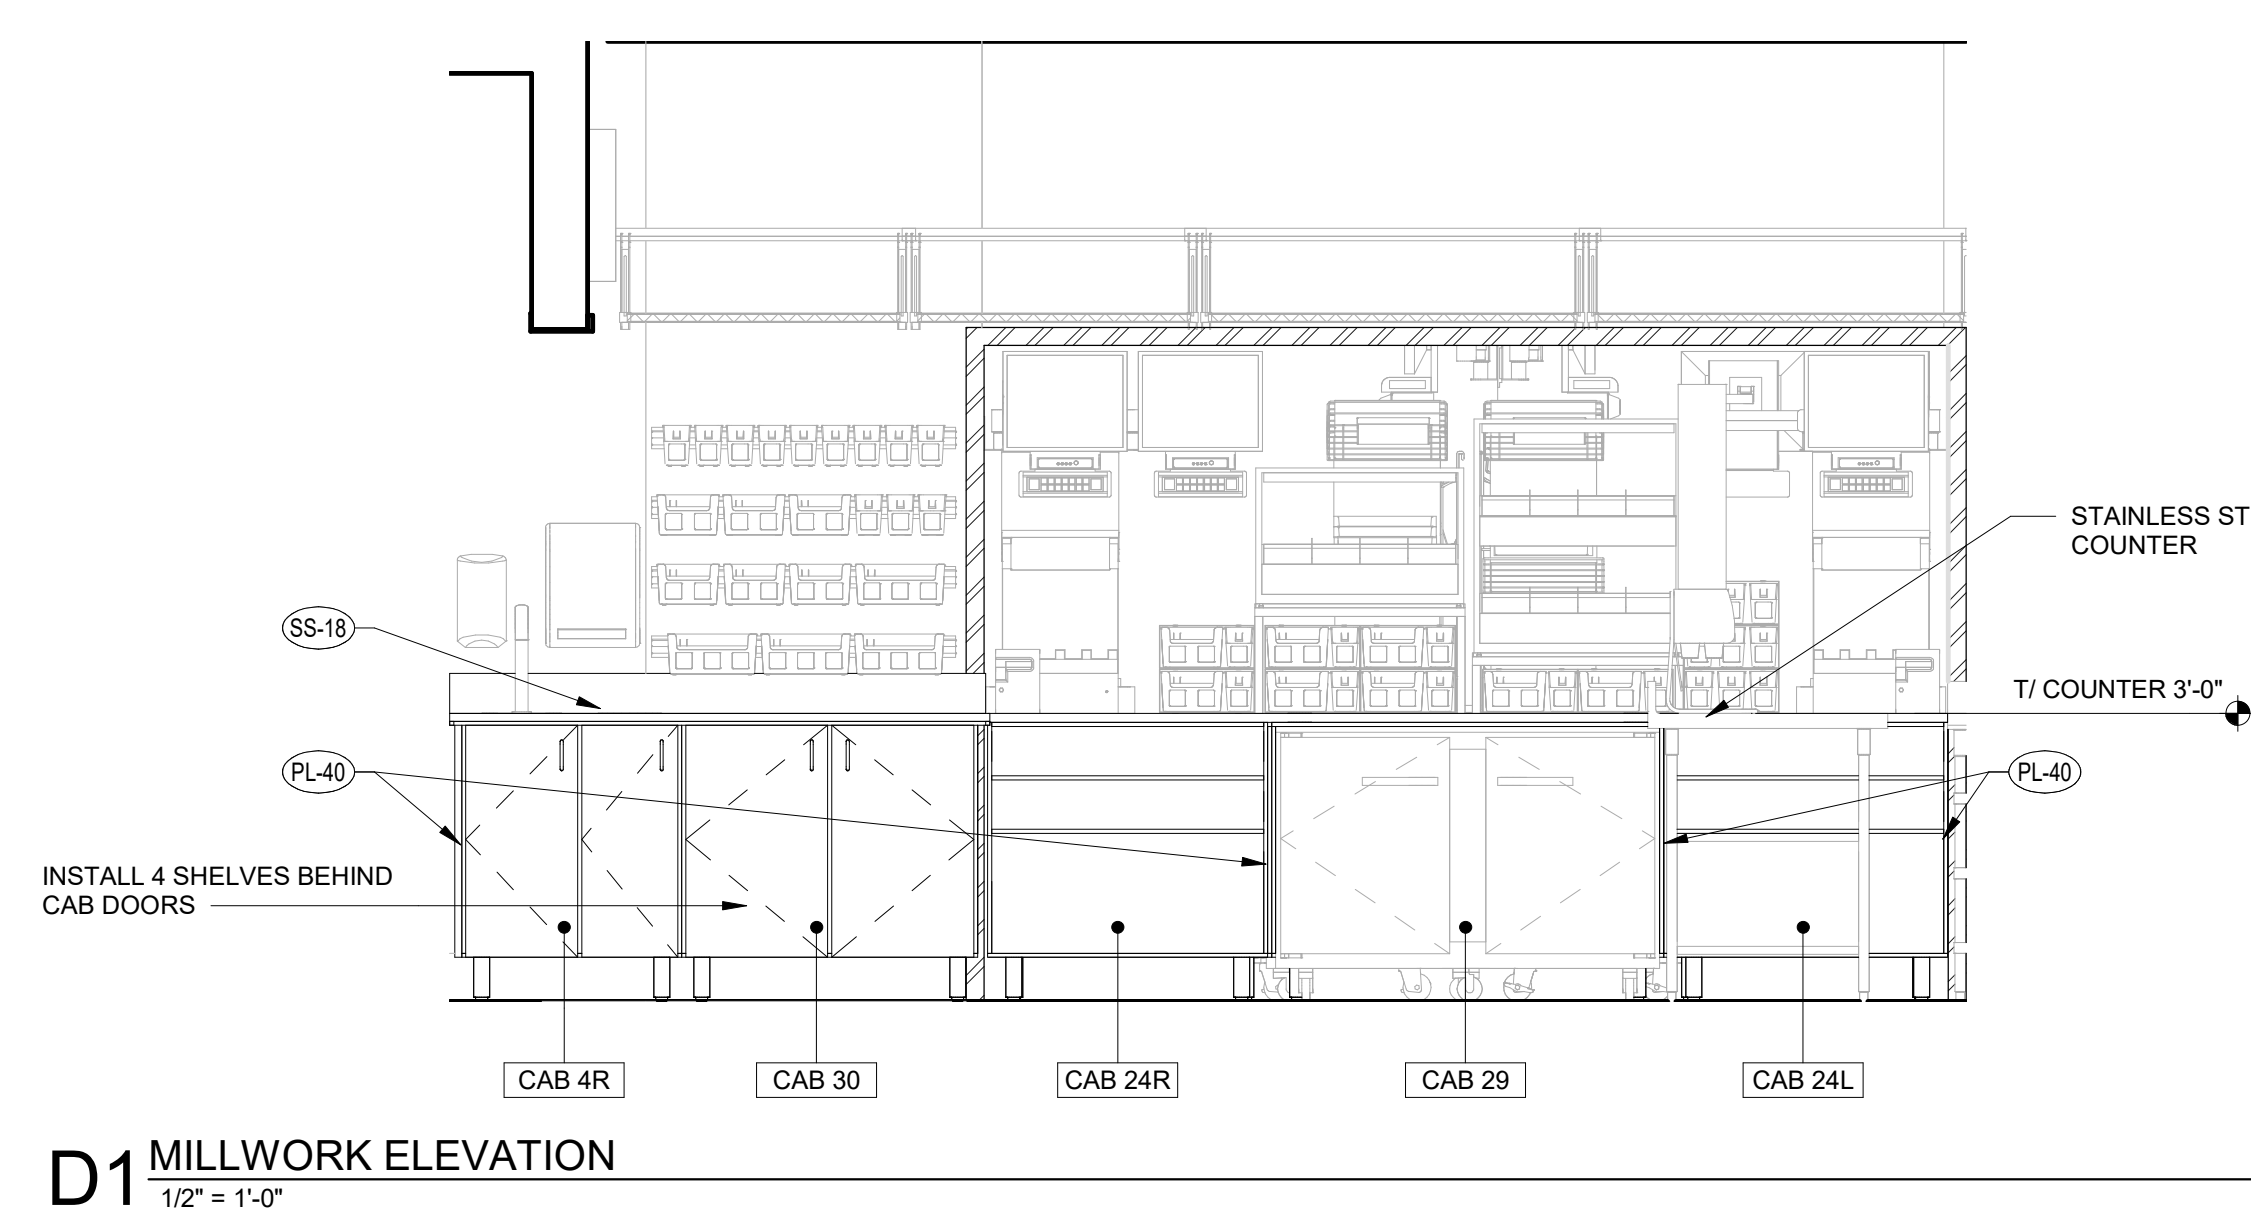 STAINLESS ST
COUNTER
SS-18
T/ COUNTER 3'-0"
PL-40
PL-40
INSTALL 4 SHELVES BEHIND
CAB DOORS
CAB 4R
CAB 30
CAB 24R
CAB 29
CAB 24L
D1 MILLWORK ELEVATION
1/2" = 1'-0"